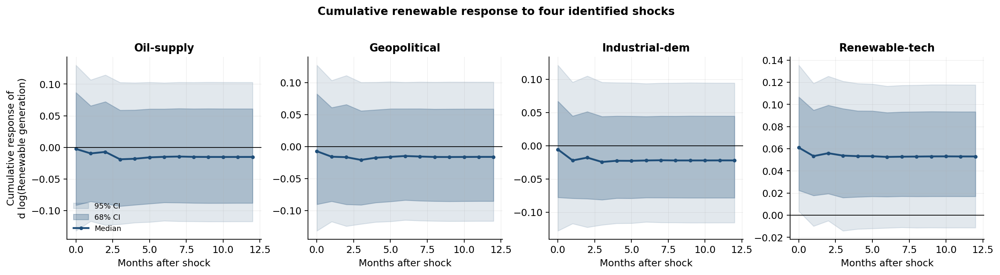 Cumulative renewable response to four identified shocks
Oil-supply
Cumulative response of
d log(Renewable generation)
0.10
0.05
0.00
−0.05
−0.10
95% CI
68% CI
Median
0.0 2.5 5.0 7.5 10.0 12.5
Months after shock
Geopolitical
0.10
0.05
0.00
−0.05
−0.10
0.0 2.5 5.0 7.5 10.0 12.5
Months after shock
Industrial-dem
0.10
0.05
0.00
−0.05
−0.10
0.0 2.5 5.0 7.5 10.0 12.5
Months after shock
Renewable-tech
0.14
0.12
0.10
0.08
0.06
0.04
0.02
0.00
−0.02
0.0 2.5 5.0 7.5 10.0 12.5
Months after shock